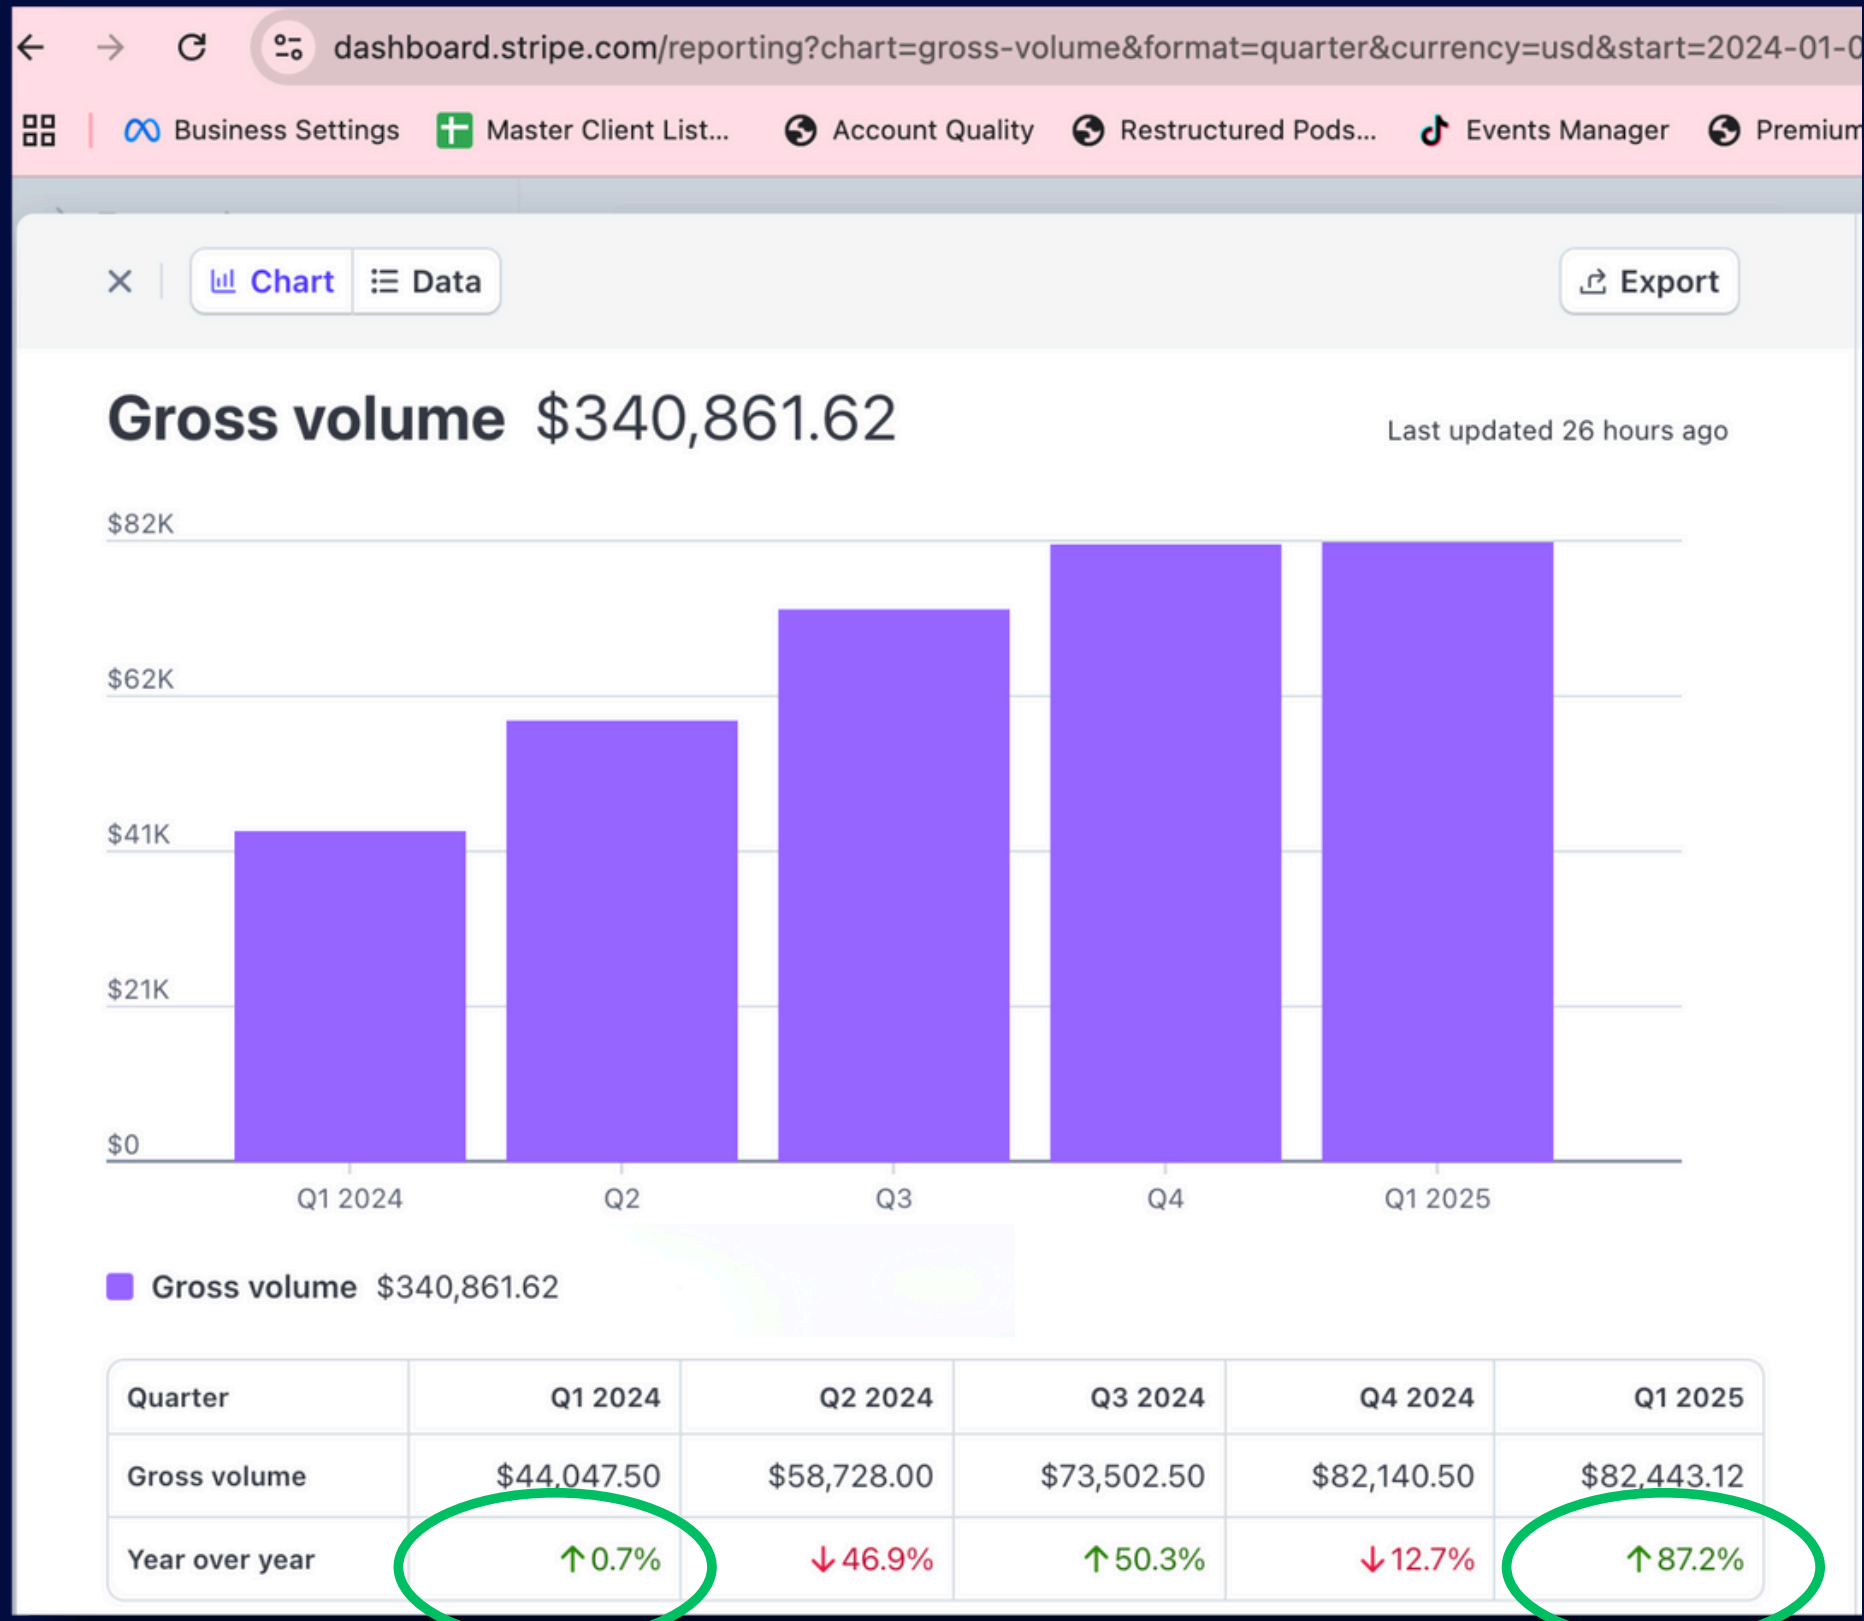 dashboard.stripe.com/reporting?chart=gross-volume&format=quarter&currency=usd&start=2024-01-0
Business Settings Master Client List... Account Quality Restructured Pods... Events Manager Premium
Chart Data Export
Gross volume $340,861.62
Last updated 26 hours ago
$82K
$62K
$41K
$21K
$0
Q1 2024 Q2 Q3 Q4 Q1 2025
Gross volume $340,861.62
Quarter Q1 2024 Q2 2024 Q3 2024 Q4 2024 Q1 2025
Gross volume $44,047.50 $58,728.00 $73,502.50 $82,140.50 $82,443.12
Year over year ↑0.7% ↓46.9% ↑50.3% ↓12.7% ↑87.2%